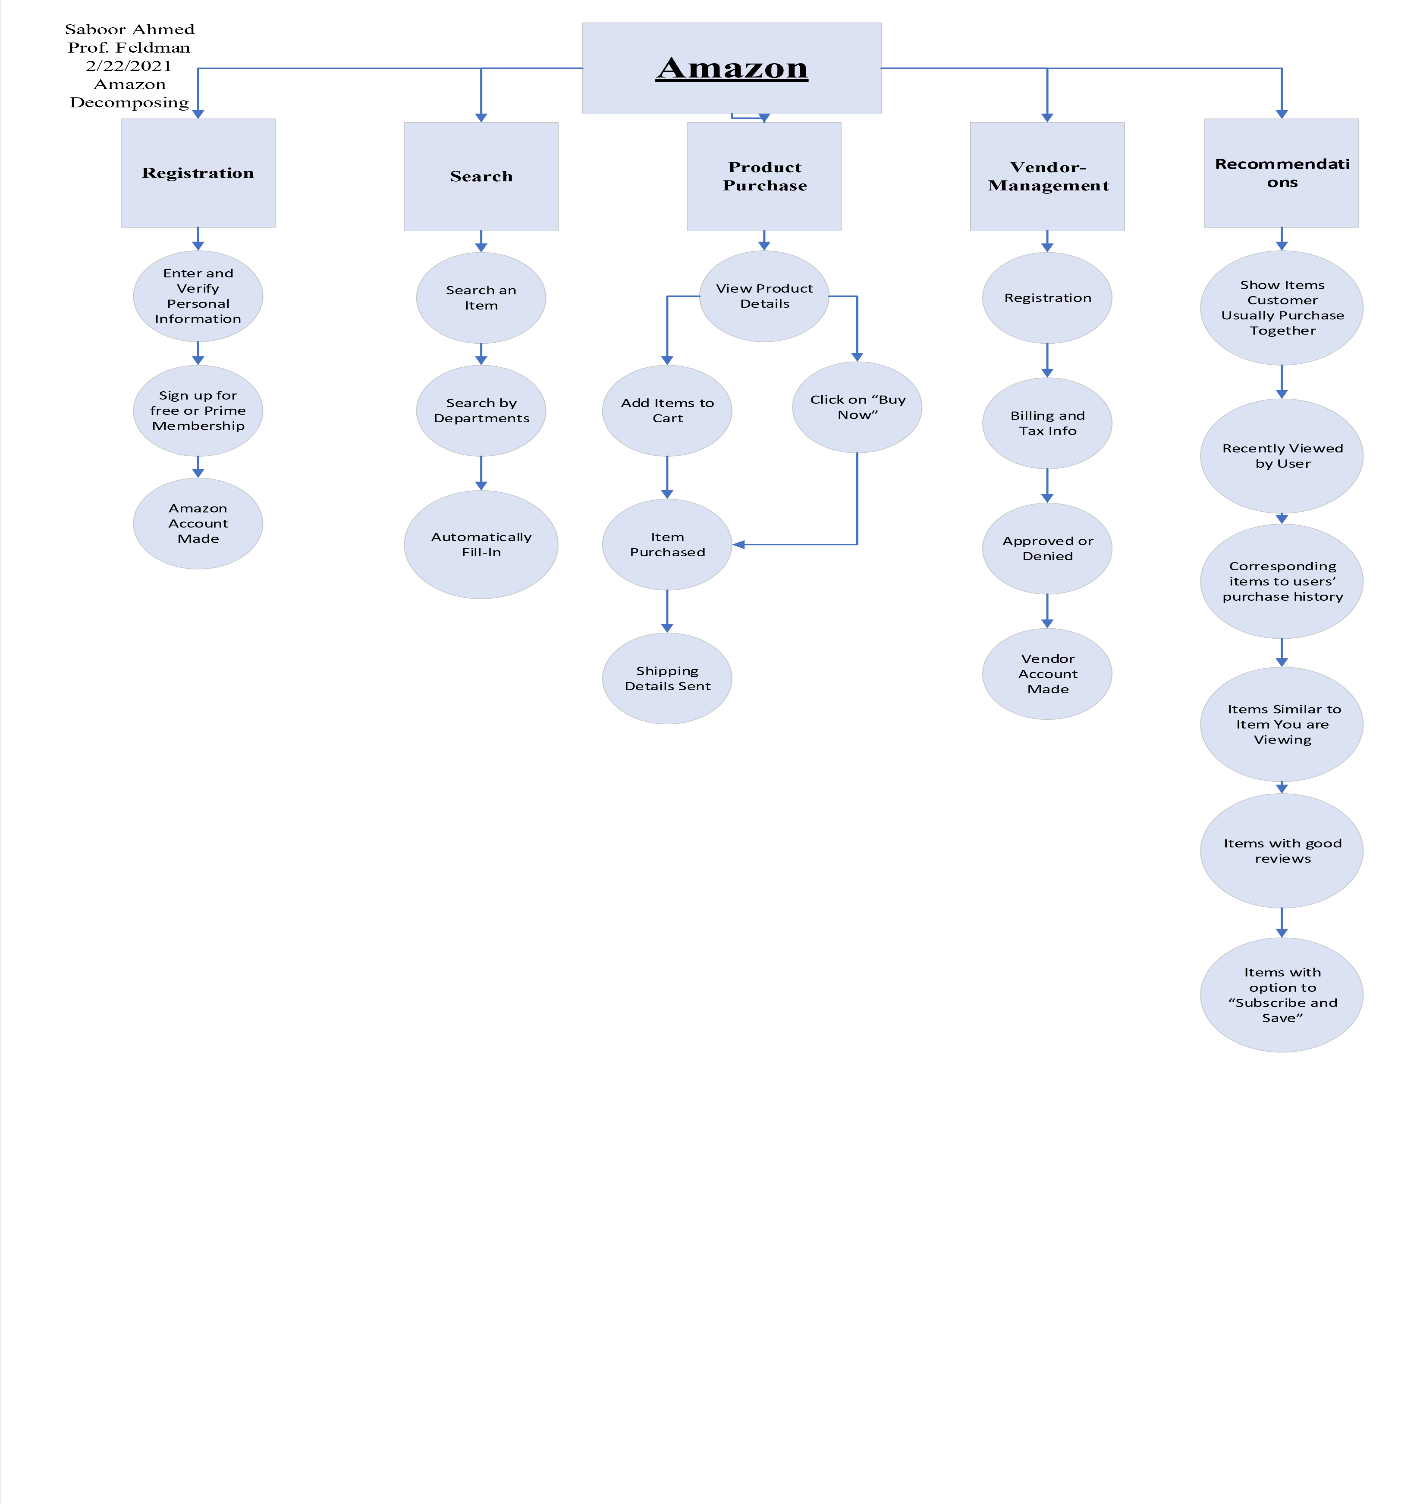 Saboor Ahmed
Prof. Feldman
2/22/2021
Amazon
Decomposing
Amazon
Registration
Search
Product
Purchase
Vendor-
Management
Recommendati
ons
Enter and
Verify
Personal
Information
Sign up for
free or Prime
Membership
Amazon
Account
Made
Search an
Item
Search by
Departments
Automatically
Fill-In
View Product
Details
Add Items to
Cart
Click on “Buy
Now”
Item
Purchased
Shipping
Details Sent
Registration
Billing and
Tax Info
Approved or
Denied
Vendor
Account
Made
Show Items
Customer
Usually Purchase
Together
Recently Viewed
by User
Corresponding
items to users’
purchase history
Items Similar to
Item You are
Viewing
Items with good
reviews
Items with
option to
“Subscribe and
Save”